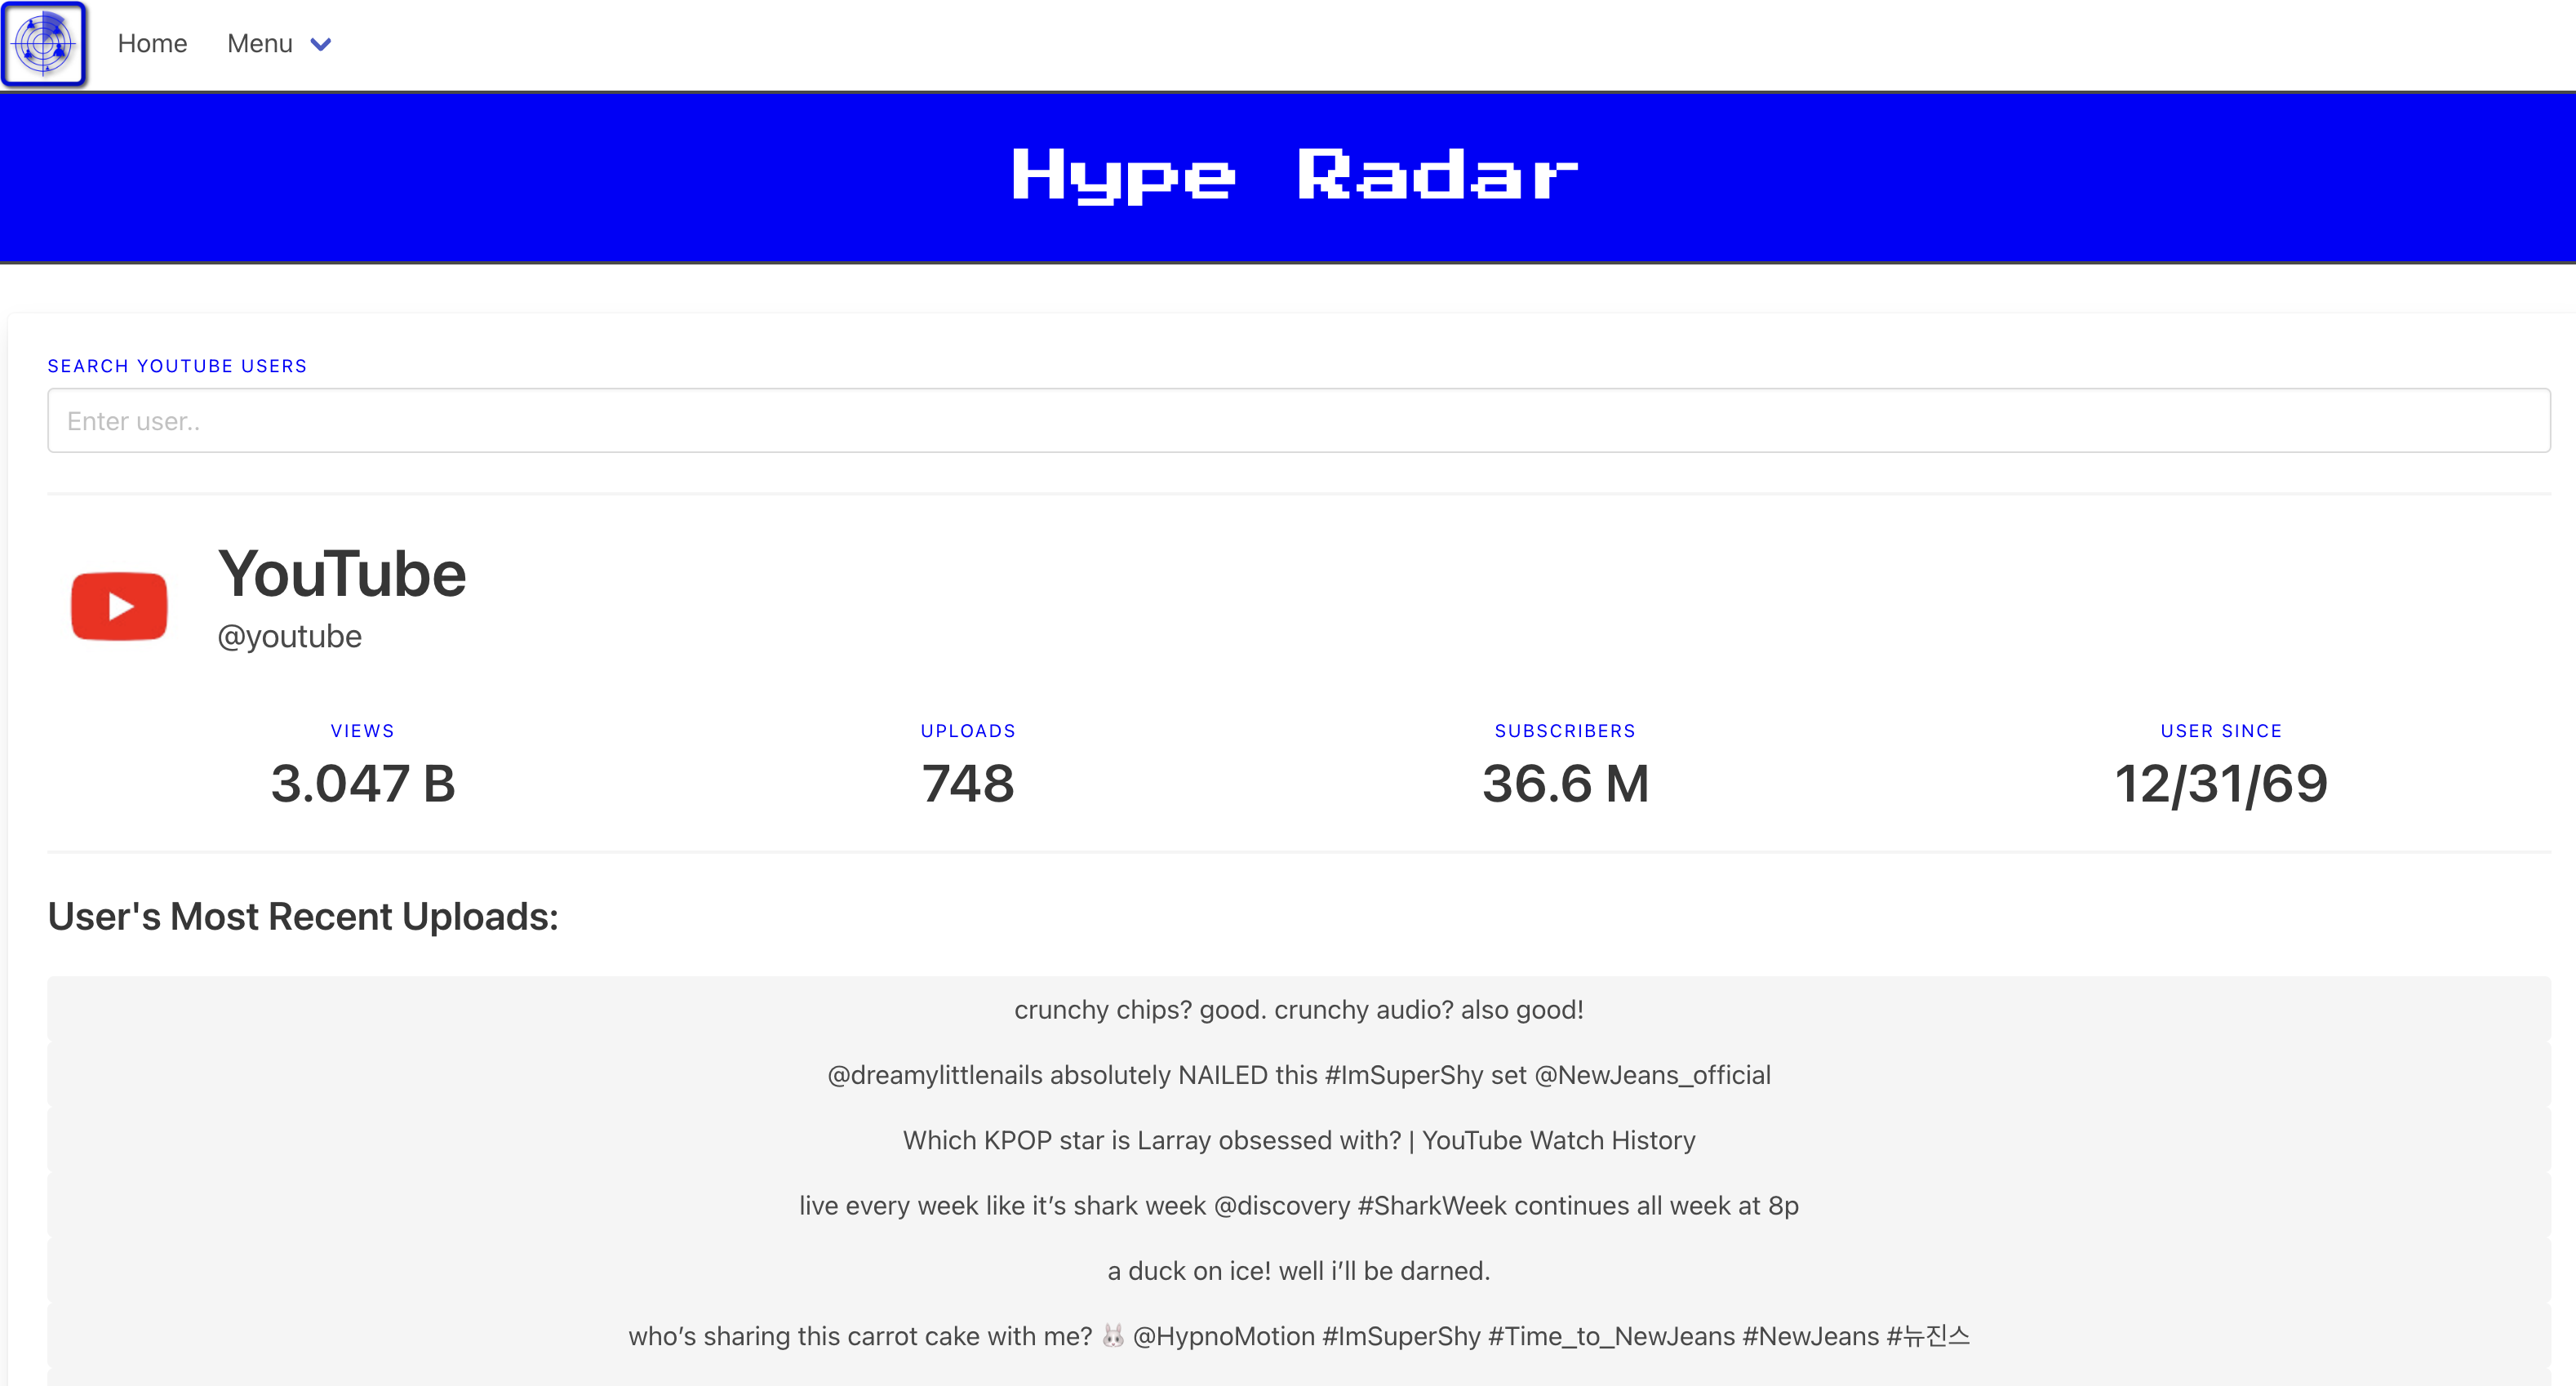 Home Menu
Hype Radar
SEARCH YOUTUBE USERS
Enter user..
YouTube
@youtube
VIEWS UPLOADS SUBSCRIBERS USER SINCE
3.047 B 748 36.6 M 12/31/69
User's Most Recent Uploads:
crunchy chips? good. crunchy audio? also good!
@dreamylittlenails absolutely NAILED this #ImSuperShy set @NewJeans_official
Which KPOP star is Larray obsessed with? | YouTube Watch History
live every week like it’s shark week @discovery #SharkWeek continues all week at 8p
a duck on ice! well i’ll be darned.
who’s sharing this carrot cake with me? 🐰 @HypnoMotion #ImSuperShy #Time_to_NewJeans #NewJeans #뉴진스